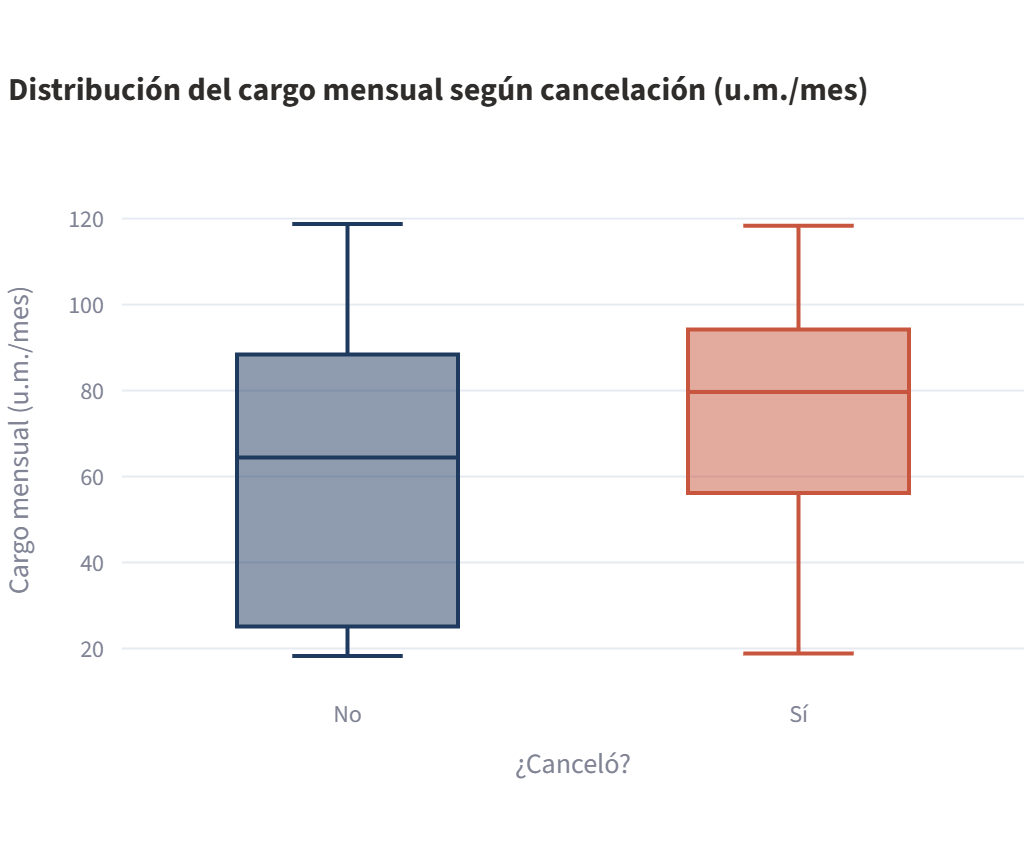 Distribución del cargo mensual según cancelación (u.m./mes)
Cargo mensual (u.m./mes)
120
100
80
60
40
20
No
Sí
¿Canceló?